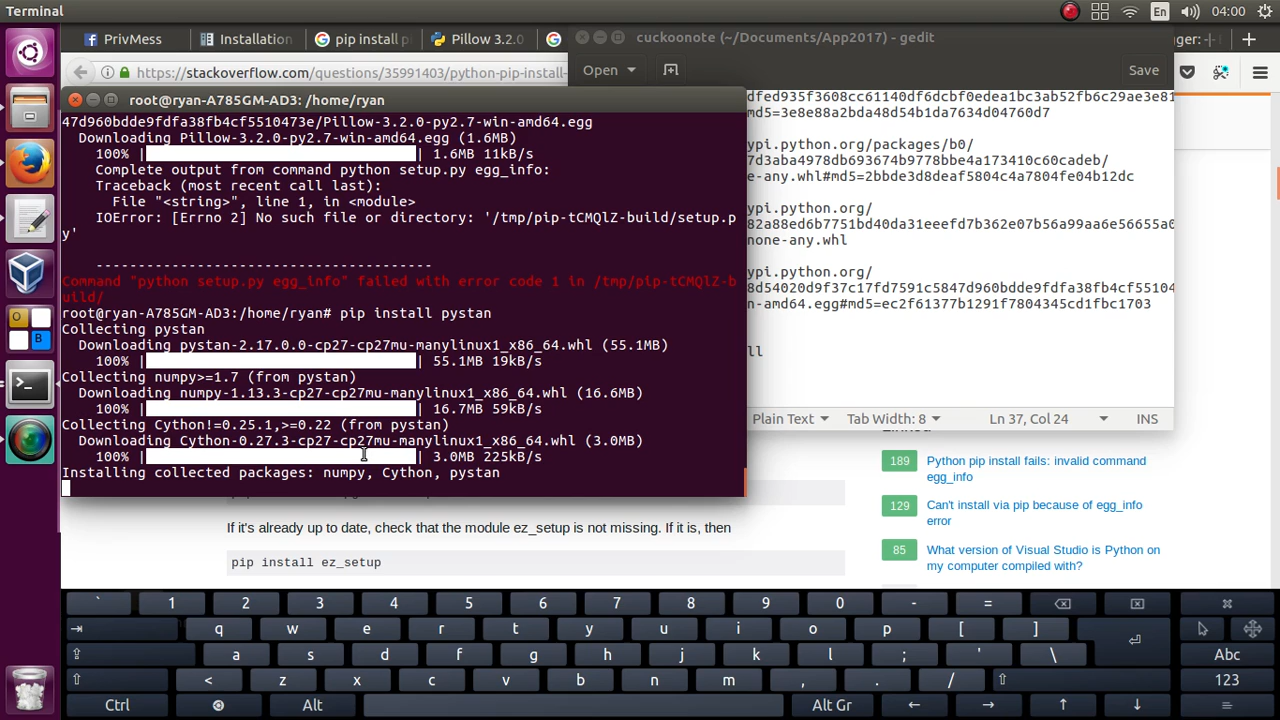 Terminal
En
04:00
PrivMess
Installation
pip install p
Pillow 3.2.0
cuckoonote (~/Documents/App2017) - gedit
ger: -|-
https://stackoverflow.com/questions/35991403/python-pip-install-
Open
Save
root@ryan-A785GM-AD3: /home/ryan
47d960bdde9fdfa38fb4cf5510473e/Pillow-3.2.0-py2.7-win-amd64.egg
Downloading Pillow-3.2.0-py2.7-win-amd64.egg (1.6MB)
100% | | 1.6MB 11kB/s
Complete output from command python setup.py egg_info:
Traceback (most recent call last):
File "<string>", line 1, in <module>
IOError: [Errno 2] No such file or directory: '/tmp/pip-tCMQlZ-build/setup.p
y'
----------------------------------------
Command "python setup.py egg_info" failed with error code 1 in /tmp/pip-tCMQlZ-b
uild/
root@ryan-A785GM-AD3:/home/ryan# pip install pystan
Collecting pystan
Downloading pystan-2.17.0.0-cp27-cp27mu-manylinux1_x86_64.whl (55.1MB)
100% | | 55.1MB 19kB/s
Collecting numpy>=1.7 (from pystan)
Downloading numpy-1.13.3-cp27-cp27mu-manylinux1_x86_64.whl (16.6MB)
100% | | 16.7MB 59kB/s
Collecting Cython!=0.25.1,>=0.22 (from pystan)
Downloading Cython-0.27.3-cp27-cp27mu-manylinux1_x86_64.whl (3.0MB)
100% | | 3.0MB 225kB/s
Installing collected packages: numpy, Cython, pystan
dfed935f3608cc61140df6dcbf0edea1bc3ab52fb6c29ae3e81
md5=3e8e88a2bda48d54b1da7634d04760d7
ypi.python.org/packages/b0/
7d3aba4978db693674b9778bbe4a173410c60cadeb/
e-any.whl#md5=2bbde3d8deaf5804c4a7804fe04b12dc
ypi.python.org/
82a88ed6b7751bd40da31eeefd7b362e07b56a99aa6e56655ac
none-any.whl
ypi.python.org/
8d54020d9f37c17fd7591c5847d960bdde9fdfa38fb4cf55104
n-amd64.egg#md5=ec2f61377b1291f7804345cd1fbc1703
ll
Plain Text
Tab Width: 8
Ln 37, Col 24
INS
If it's already up to date, check that the module ez_setup is not missing. If it is, then
pip install ez_setup
189 Python pip install fails: invalid command
egg_info
129 Can't install via pip because of egg_info
error
85 What version of Visual Studio is Python on
my computer compiled with?
O
B
` 1 2 3 4 5 6 7 8 9 0 - =
q w e r t y u i o p [ ]
a s d f g h j k l ; ' \ Abc
< z x c v b n m , . / 123
Ctrl Alt Alt Gr